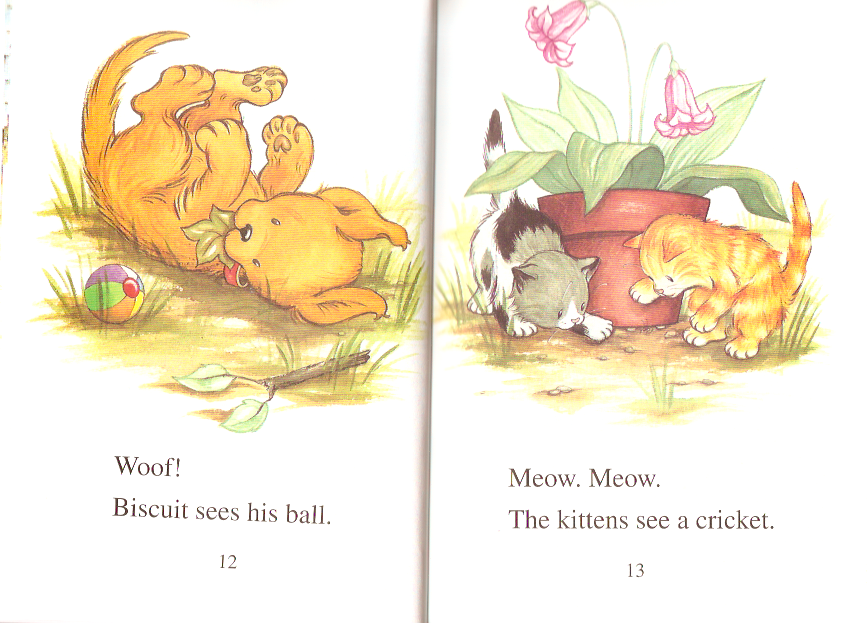 Woof!
Biscuit sees his ball.
12
Meow. Meow.
The kittens see a cricket.
13